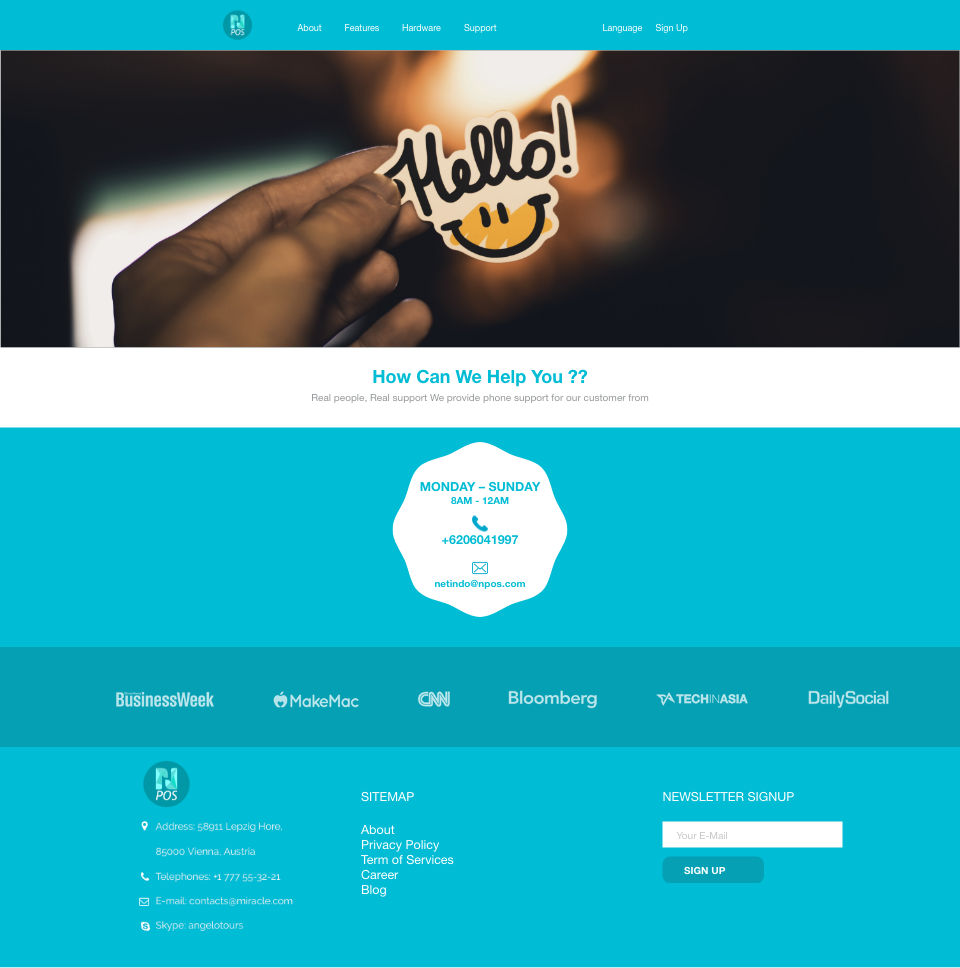 N
POS
About
Features
Hardware
Support
Language
Sign Up
Hello!
How Can We Help You ??
Real people, Real support We provide phone support for our customer from
MONDAY – SUNDAY
8AM - 12AM
+6206041997
netindo@npos.com
BusinessWeek
MakeMac
CNN
Bloomberg
TECHINASIA
DailySocial
N
POS
Address: 58911 Lepzig Hore,
85000 Vienna, Austria
Telephones: +1 777 55-32-21
E-mail: contacts@miracle.com
Skype: angelotours
SITEMAP
About
Privacy Policy
Term of Services
Career
Blog
NEWSLETTER SIGNUP
Your E-Mail
SIGN UP